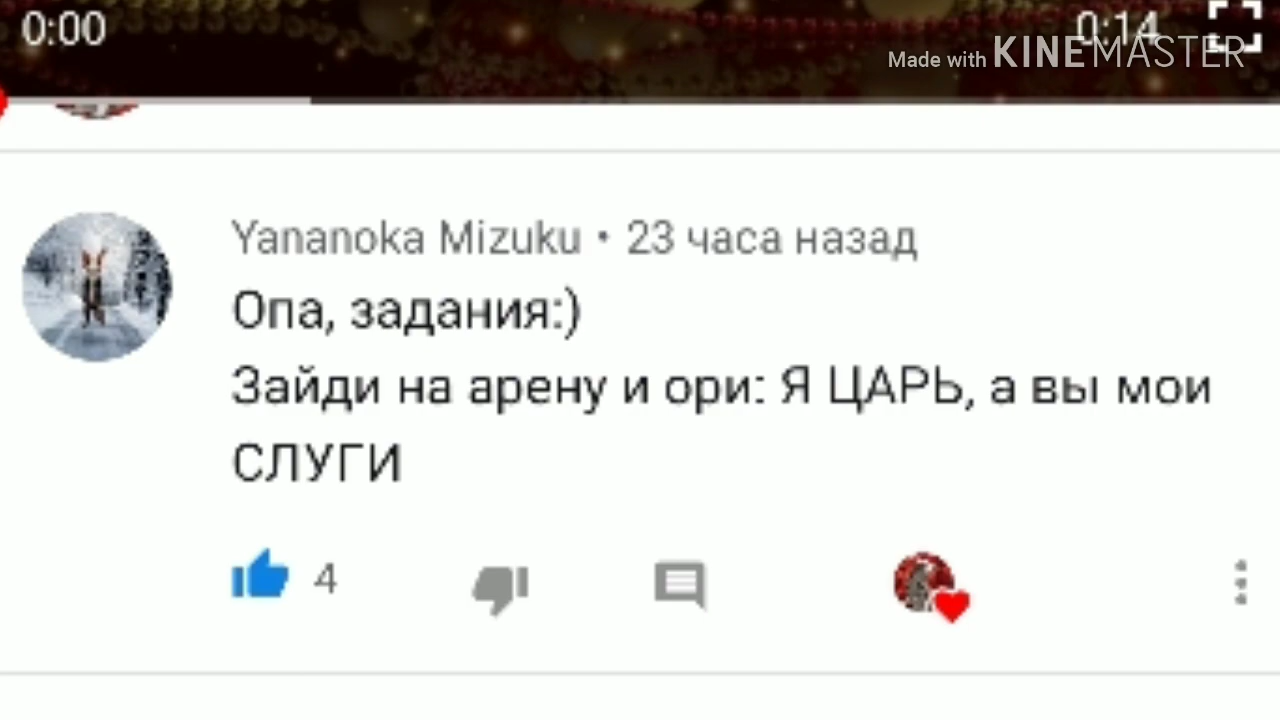 0:00
0:14
Made with KINEMASTER
Yananoka Mizuku • 23 часа назад
Опа, задания:)
Зайди на арену и ори: Я ЦАРЬ, а вы мои
СЛУГИ
4